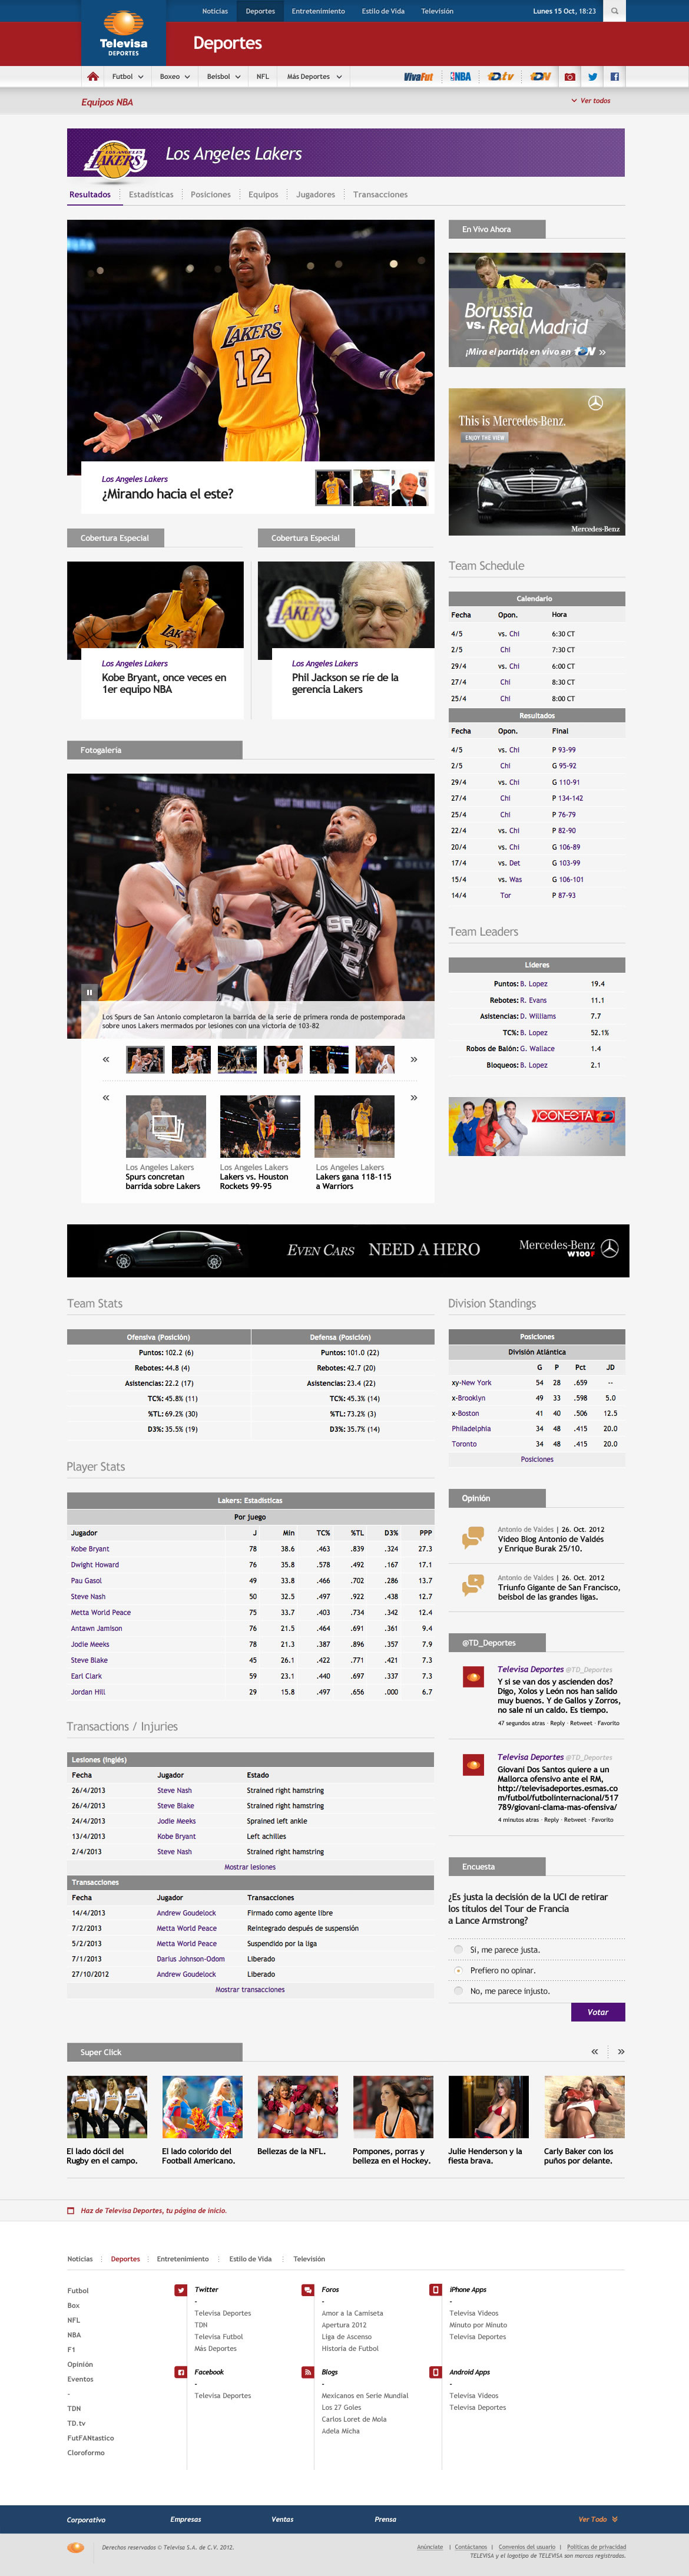 Noticias Deportes Entretenimiento Estilo de Vida Televisión Lunes 15 Oct, 18:23
Televisa
DEPORTES
Deportes
Futbol Boxeo Beisbol NFL Más Deportes VivaFut NBA TD.tv TDN
Equipos NBA Ver todos
LOS ANGELES
LAKERS
Los Angeles Lakers
Resultados Estadísticas Posiciones Equipos Jugadores Transacciones
LAKERS
12
Los Angeles Lakers
¿Mirando hacia el este?
En Vivo Ahora
Borussia
vs. Real Madrid
¡Mira el partido en vivo en TDN »
This is Mercedes-Benz.
ENJOY THE VIEW
Mercedes-Benz
Cobertura Especial
Los Angeles Lakers
Kobe Bryant, once veces en
1er equipo NBA
Cobertura Especial
Los Angeles Lakers
Phil Jackson se ríe de la
gerencia Lakers
Team Schedule
Calendario
Fecha Opon. Hora
4/5 vs. Chi 6:30 CT
2/5 Chi 7:30 CT
29/4 vs. Chi 6:00 CT
27/4 Chi 8:30 CT
25/4 Chi 8:00 CT
Resultados
Fecha Opon. Final
4/5 vs. Chi P 93-99
2/5 Chi G 95-92
29/4 vs. Chi G 110-91
27/4 Chi P 134-142
25/4 Chi P 76-79
22/4 vs. Chi P 82-90
20/4 vs. Chi G 106-89
17/4 vs. Det G 103-99
15/4 vs. Was G 106-101
14/4 Tor P 87-93
Fotogalería
Los Spurs de San Antonio completaron la barrida de la serie de primera ronda de postemporada
sobre unos Lakers mermados por lesiones con una victoria de 103-82
« »
« »
Los Angeles Lakers
Spurs concretan
barrida sobre Lakers
Los Angeles Lakers
Lakers vs. Houston
Rockets 99-95
Los Angeles Lakers
Lakers gana 118-115
a Warriors
Team Leaders
Líderes
Puntos: B. Lopez 19.4
Rebotes: R. Evans 11.1
Asistencias: D. Williams 7.7
TC%: B. Lopez 52.1%
Robos de Balón: G. Wallace 1.4
Bloqueos: B. Lopez 2.1
CONECTA
EVEN CARS NEED A HERO Mercedes-Benz
W100
Team Stats
Ofensiva (Posición) Defensa (Posición)
Puntos: 102.2 (6) Puntos: 101.0 (22)
Rebotes: 44.8 (4) Rebotes: 42.7 (20)
Asistencias: 22.2 (17) Asistencias: 23.4 (22)
TC%: 45.8% (11) TC%: 45.3% (14)
%TL: 69.2% (30) %TL: 73.2% (3)
D3%: 35.5% (19) D3%: 35.7% (14)
Division Standings
Posiciones
División Atlántica
G P Pct JD
xy-New York 54 28 .659 --
x-Brooklyn 49 33 .598 5.0
x-Boston 41 40 .506 12.5
Philadelphia 34 48 .415 20.0
Toronto 34 48 .415 20.0
Posiciones
Player Stats
Lakers: Estadísticas
Por juego
Jugador J Min TC% %TL D3% PPP
Kobe Bryant 78 38.6 .463 .839 .324 27.3
Dwight Howard 76 35.8 .578 .492 .167 17.1
Pau Gasol 49 33.8 .466 .702 .286 13.7
Steve Nash 50 32.5 .497 .922 .438 12.7
Metta World Peace 75 33.7 .403 .734 .342 12.4
Antawn Jamison 76 21.5 .464 .691 .361 9.4
Jodie Meeks 78 21.3 .387 .896 .357 7.9
Steve Blake 45 26.1 .422 .771 .421 7.3
Earl Clark 59 23.1 .440 .697 .337 7.3
Jordan Hill 29 15.8 .497 .656 .000 6.7
Opinión
Antonio de Valdes | 26. Oct. 2012
Video Blog Antonio de Valdés
y Enrique Burak 25/10.
Antonio de Valdes | 26. Oct. 2012
Triunfo Gigante de San Francisco,
beisbol de las grandes ligas.
@TD_Deportes
Televisa Deportes @TD_Deportes
Y si se van dos y ascienden dos?
Digo, Xolos y León nos han salido
muy buenos. Y de Gallos y Zorros,
no sale ni un caldo. Es tiempo.
47 segundos atras · Reply · Retweet · Favorito
Televisa Deportes @TD_Deportes
Giovani Dos Santos quiere a un
Mallorca ofensivo ante el RM,
http://televisadeportes.esmas.co
m/futbol/futbolinternacional/517
789/giovani-clama-mas-ofensiva/
4 minutos atras · Reply · Retweet · Favorito
Transactions / Injuries
Lesiones (Inglés)
Fecha Jugador Estado
26/4/2013 Steve Nash Strained right hamstring
26/4/2013 Steve Blake Strained right hamstring
24/4/2013 Jodie Meeks Sprained left ankle
13/4/2013 Kobe Bryant Left achilles
2/4/2013 Steve Nash Strained right hamstring
Mostrar lesiones
Transacciones
Fecha Jugador Transacciones
14/4/2013 Andrew Goudelock Firmado como agente libre
7/2/2013 Metta World Peace Reintegrado después de suspensión
5/2/2013 Metta World Peace Suspendido por la liga
7/1/2013 Darius Johnson-Odom Liberado
27/10/2012 Andrew Goudelock Liberado
Mostrar transacciones
Encuesta
¿Es justa la decisión de la UCI de retirar
los títulos del Tour de Francia
a Lance Armstrong?
Si, me parece justa.
Prefiero no opinar.
No, me parece injusto.
Votar
Super Click « »
El lado dócil del
Rugby en el campo.
El lado colorido del
Football Americano.
Bellezas de la NFL.
Pompones, porras y
belleza en el Hockey.
Julie Henderson y la
fiesta brava.
Carly Baker con los
puños por delante.
Haz de Televisa Deportes, tu página de inicio.
Noticias Deportes Entretenimiento Estilo de Vida Televisión
Futbol
Box
NFL
NBA
F1
Opinión
Eventos
-
TDN
TD.tv
FutFANtastico
Cloroformo
Twitter
-
Televisa Deportes
TDN
Televisa Futbol
Más Deportes
Facebook
-
Televisa Deportes
Foros
-
Amor a la Camiseta
Apertura 2012
Liga de Ascenso
Historia de Futbol
Blogs
-
Mexicanos en Serie Mundial
Los 27 Goles
Carlos Loret de Mola
Adela Micha
iPhone Apps
-
Televisa Videos
Minuto por Minuto
Televisa Deportes
Android Apps
-
Televisa Videos
Televisa Deportes
Corporativo Empresas Ventas Prensa Ver Todo
Derechos reservados © Televisa S.A. de C.V. 2012.
Anúnciate | Contáctanos | Convenios del usuario | Políticas de privacidad
TELEVISA y el logotipo de TELEVISA son marcas registradas.